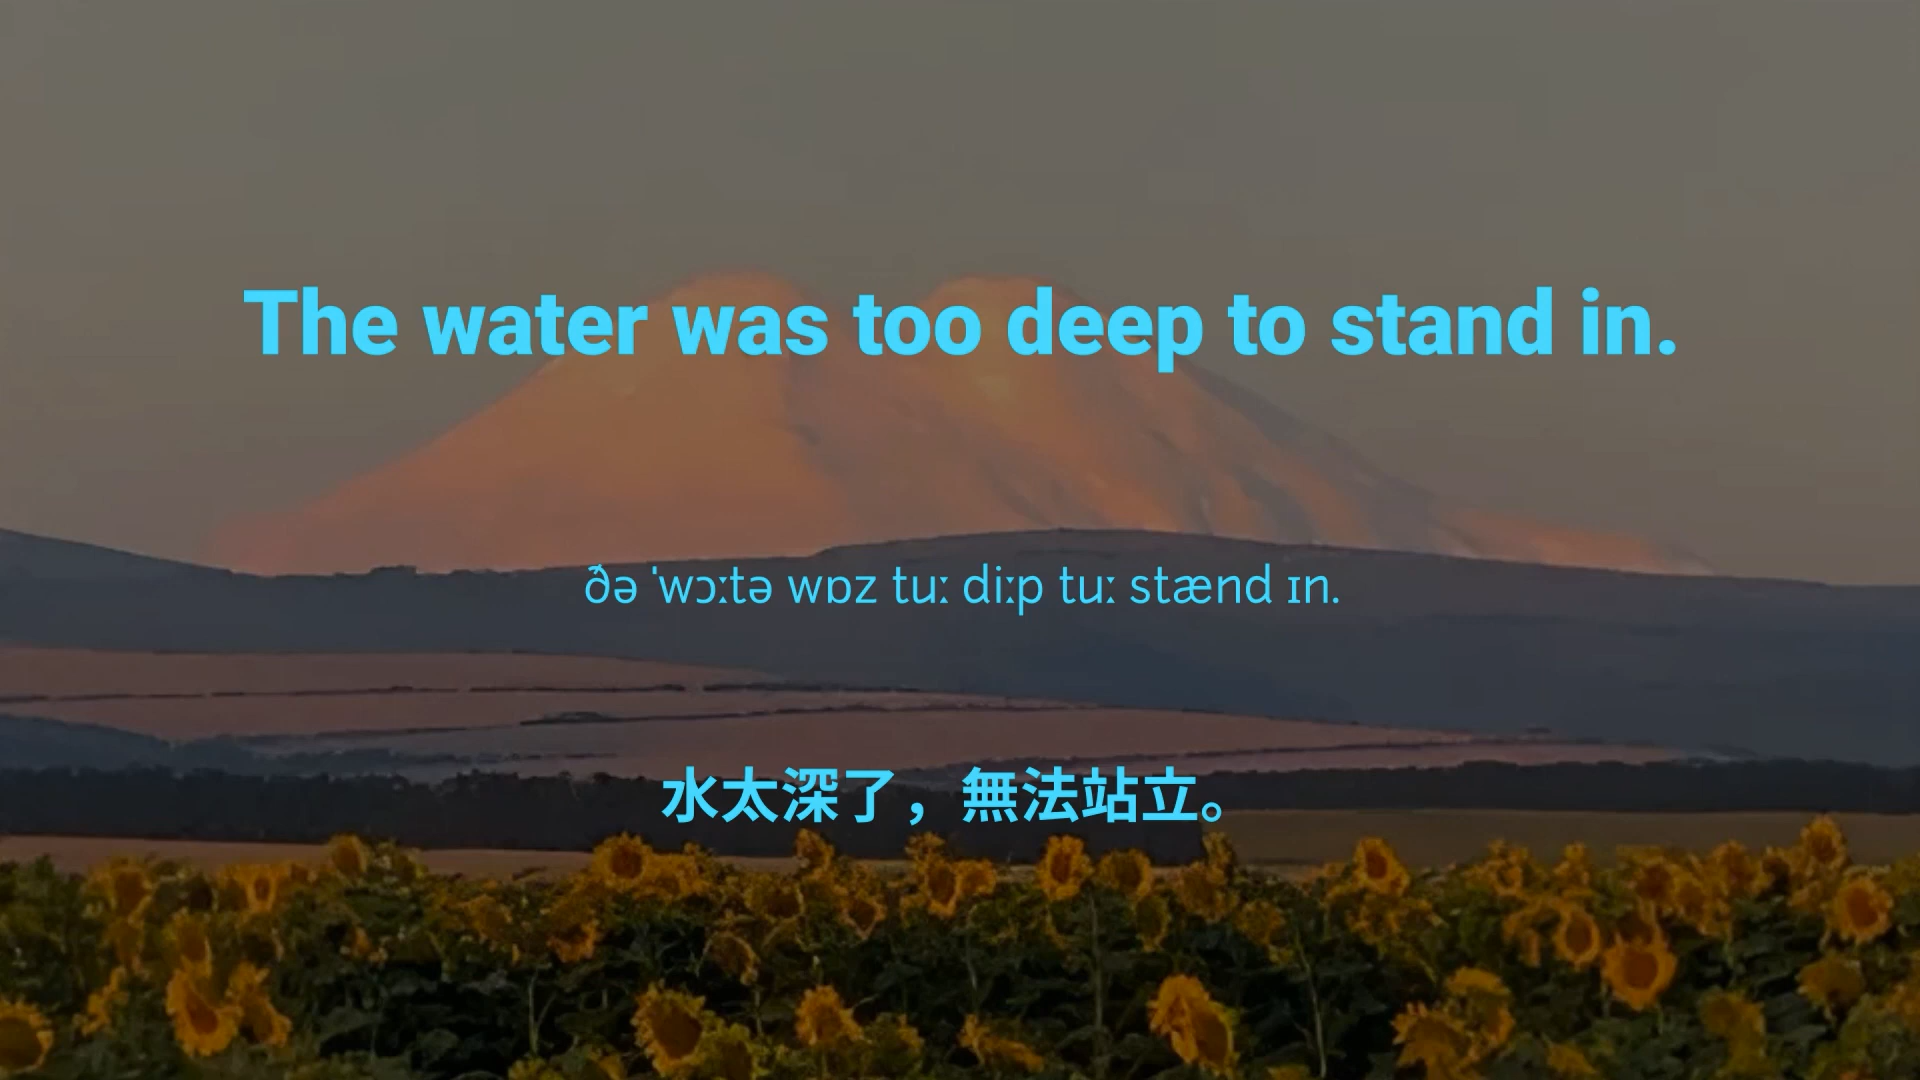 The water was too deep to stand in.
ðə ˈwɔːtə wɒz tuː diːp tuː stænd ɪn.
水太深了，無法站立。